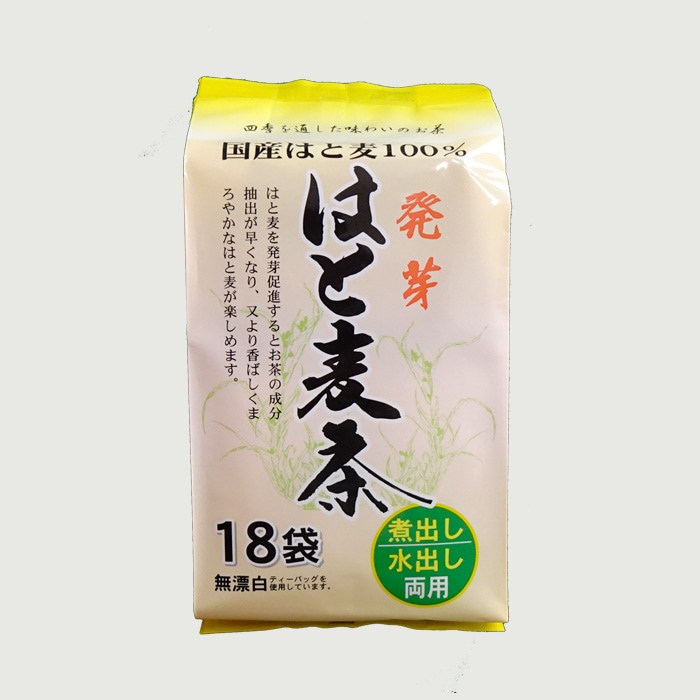 四季を通した味わいのお茶
国産はと麦100%
発芽
はと麦茶
はと麦を発芽促進するとお茶の成分
抽出が早くなり、又より香ばしくま
ろやかなはと麦が楽しめます。
18袋
無漂白ティーバッグを
使用しています。
煮出し
水出し
両用